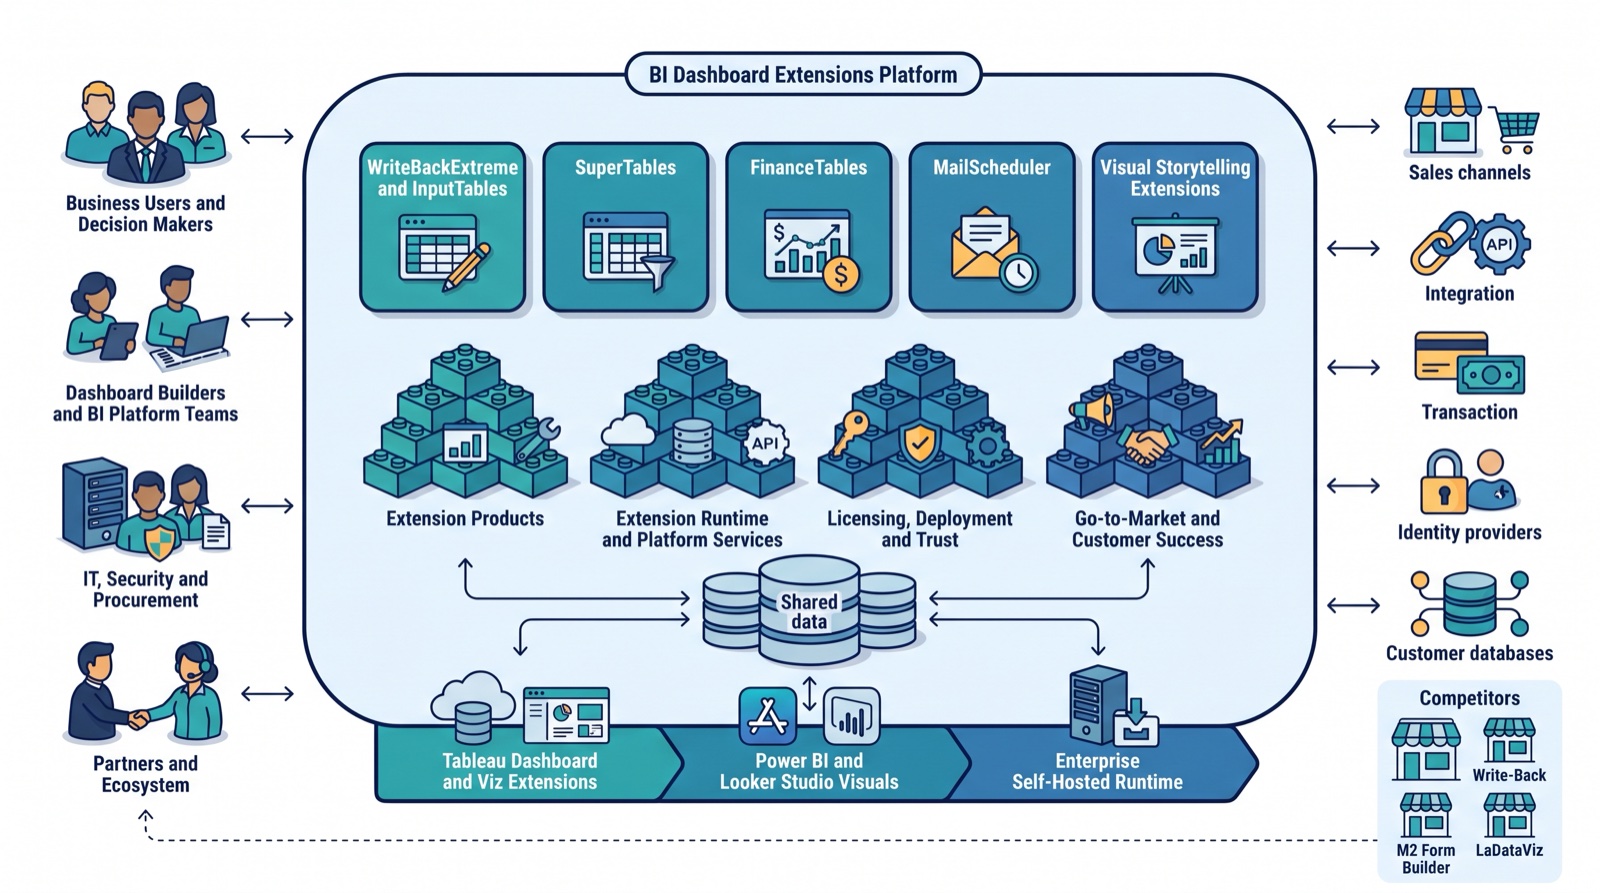 BI Dashboard Extensions Platform
Business Users and
Decision Makers
Dashboard Builders
and BI Platform Teams
IT, Security and
Procurement
Partners and
Ecosystem
WriteBackExtreme
and InputTables
SuperTables
FinanceTables
$
$
MailScheduler
Visual Storytelling
Extensions
Extension Products
API
Extension Runtime
and Platform Services
Licensing, Deployment
and Trust
Go-to-Market and
Customer Success
Shared
data
Tableau Dashboard
and Viz Extensions
Power BI and
Looker Studio Visuals
Enterprise
Self-Hosted Runtime
Sales channels
API
Integration
Transaction
Identity providers
Customer databases
Competitors
Write-Back
M2 Form
Builder
LaDataViz